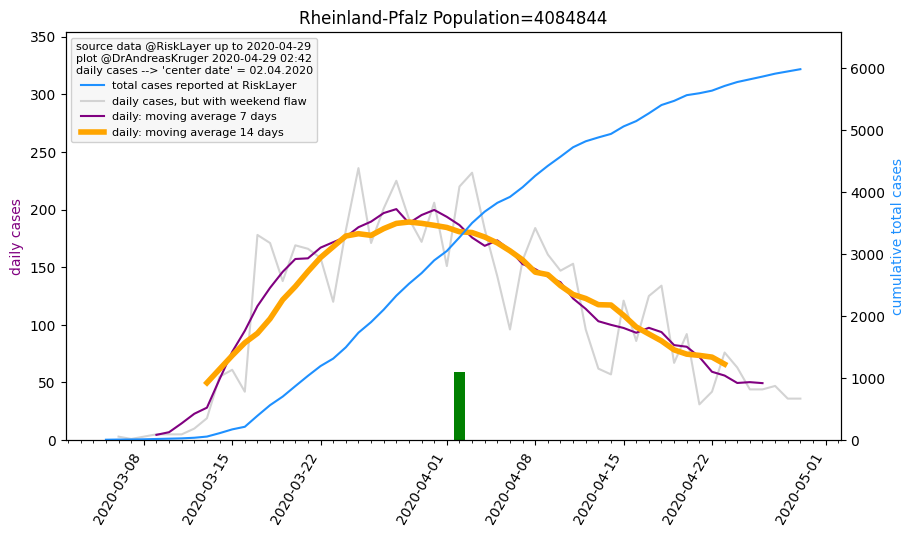 Rheinland-Pfalz Population=4084844
source data @RiskLayer up to 2020-04-29
plot @DrAndreasKruger 2020-04-29 02:42
daily cases --> 'center date' = 02.04.2020
total cases reported at RiskLayer
daily cases, but with weekend flaw
daily: moving average 7 days
daily: moving average 14 days
daily cases
350
300
250
200
150
100
50
0
cumulative total cases
6000
5000
4000
3000
2000
1000
0
2020-03-08
2020-03-15
2020-03-22
2020-04-01
2020-04-08
2020-04-15
2020-04-22
2020-05-01